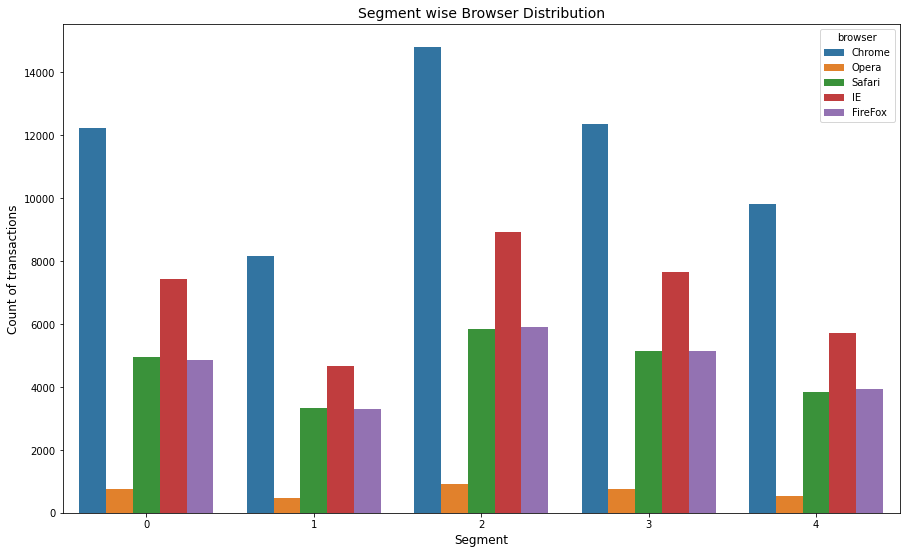 Segment wise Browser Distribution
browser
Chrome
Opera
Safari
IE
FireFox
Count of transactions
14000
12000
10000
8000
6000
4000
2000
0
0 1 2 3 4
Segment